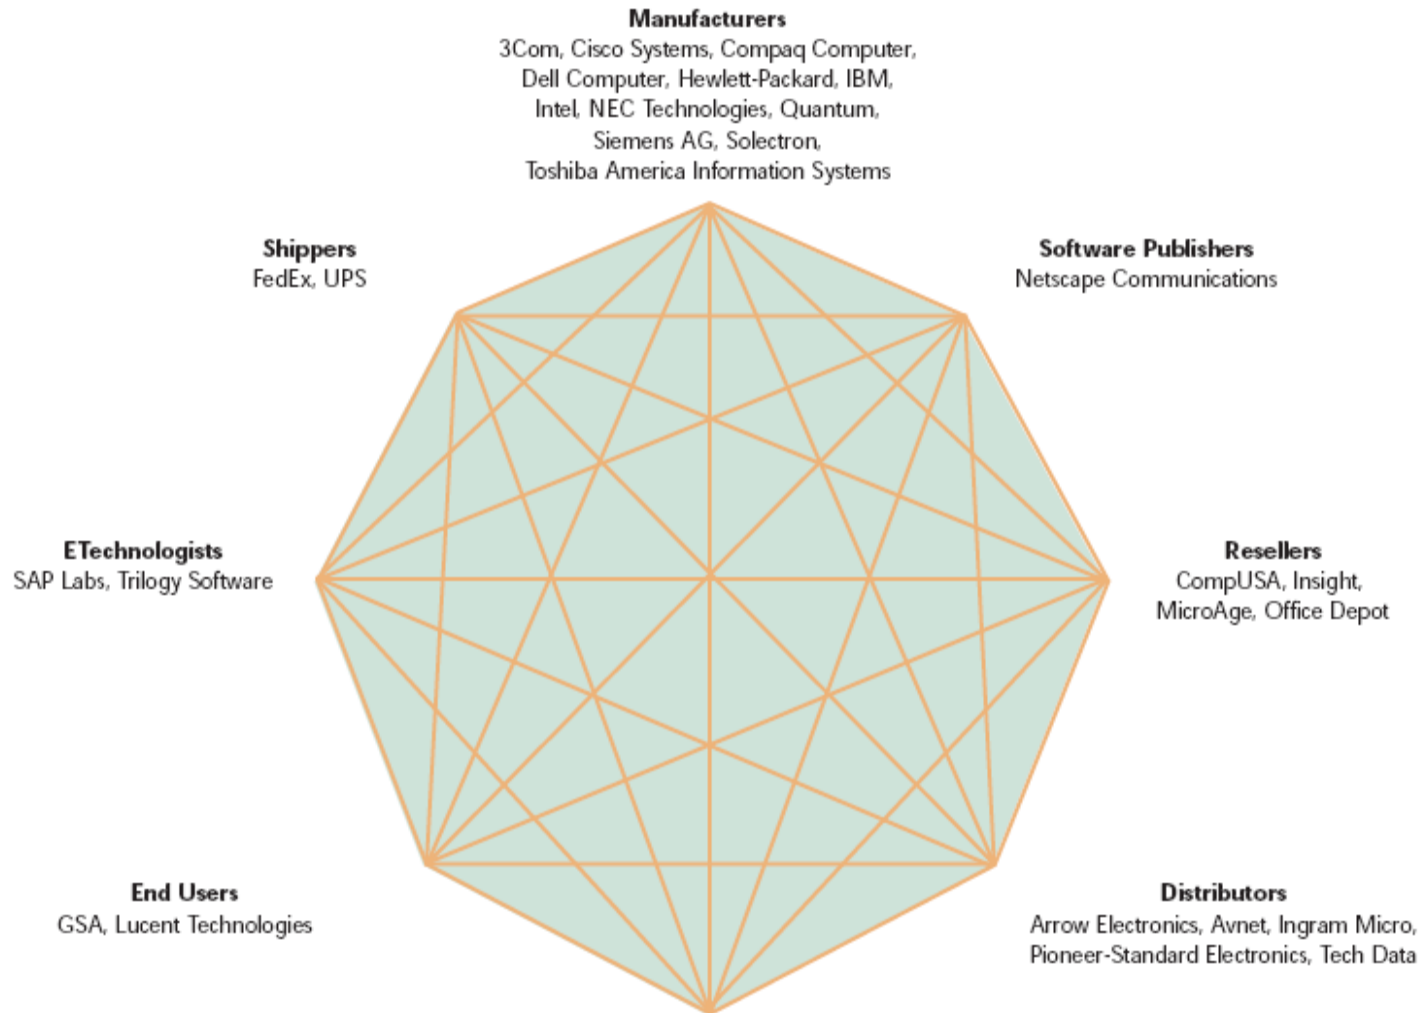 Manufacturers
3Com, Cisco Systems, Compaq Computer,
Dell Computer, Hewlett-Packard, IBM,
Intel, NEC Technologies, Quantum,
Siemens AG, Solectron,
Toshiba America Information Systems
Shippers
FedEx, UPS
Software Publishers
Netscape Communications
ETechnologists
SAP Labs, Trilogy Software
Resellers
CompUSA, Insight,
MicroAge, Office Depot
End Users
GSA, Lucent Technologies
Distributors
Arrow Electronics, Avnet, Ingram Micro,
Pioneer-Standard Electronics, Tech Data